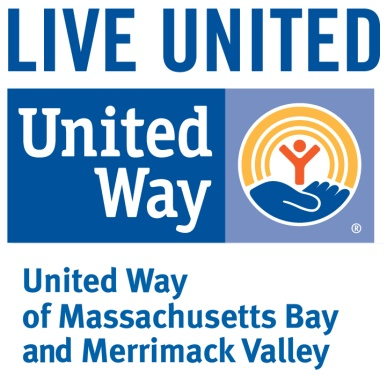 LIVE UNITED
United
Way
®
United Way
of Massachusetts Bay
and Merrimack Valley